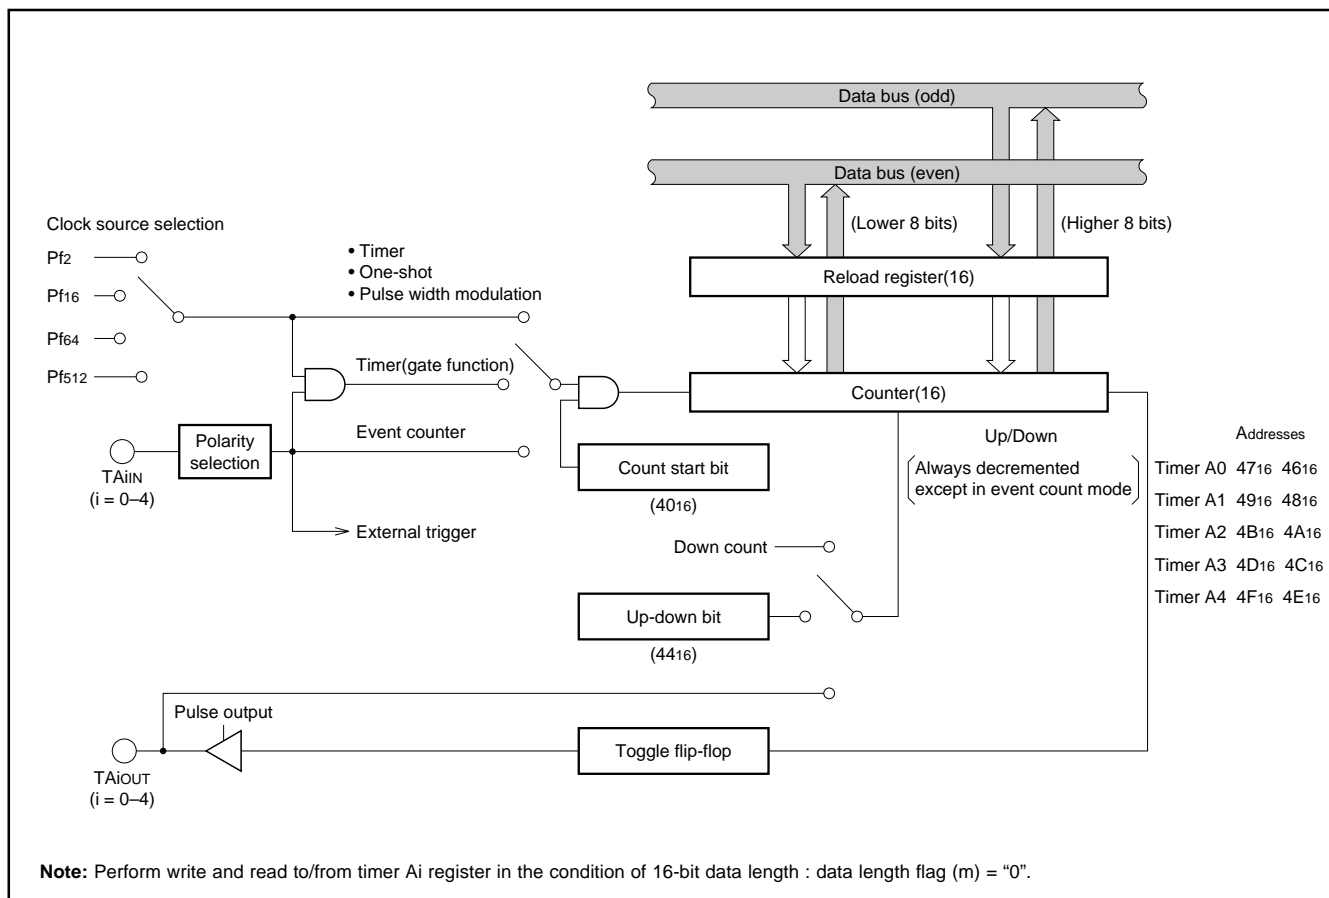 Data bus (odd)
Data bus (even)
(Lower 8 bits)
(Higher 8 bits)
Clock source selection
Pf2
Pf16
Pf64
Pf512
• Timer
• One-shot
• Pulse width modulation
Reload register(16)
Timer(gate function)
Counter(16)
Polarity
selection
TAiIN
(i = 0–4)
Event counter
External trigger
Count start bit
(4016)
Up/Down
Always decremented
except in event count mode
Addresses
Timer A0 4716 4616
Timer A1 4916 4816
Timer A2 4B16 4A16
Timer A3 4D16 4C16
Timer A4 4F16 4E16
Down count
Up-down bit
(4416)
Pulse output
Toggle flip-flop
TAiOUT
(i = 0–4)
Note: Perform write and read to/from timer Ai register in the condition of 16-bit data length : data length flag (m) = “0”.